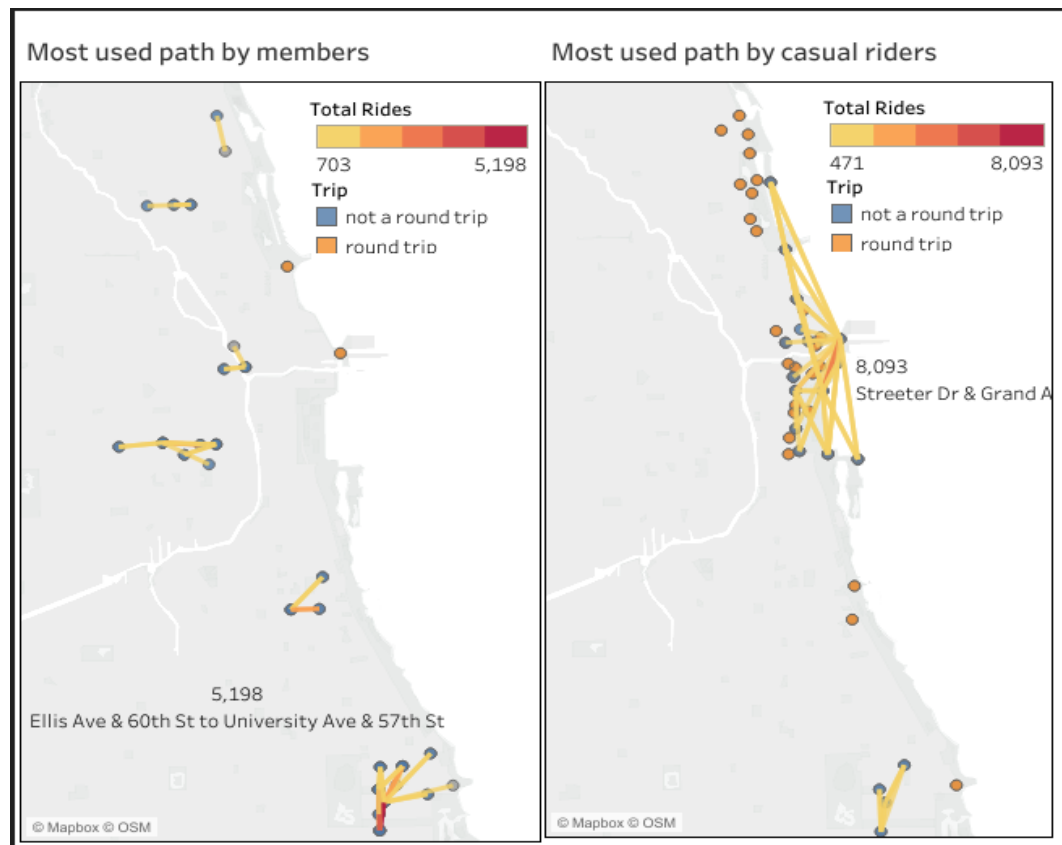 Most used path by members
Total Rides
703 5,198
Trip
not a round trip
round trip
5,198
Ellis Ave & 60th St to University Ave & 57th St
© Mapbox © OSM
Most used path by casual riders
Total Rides
471 8,093
Trip
not a round trip
round trip
8,093
Streeter Dr & Grand A
© Mapbox © OSM